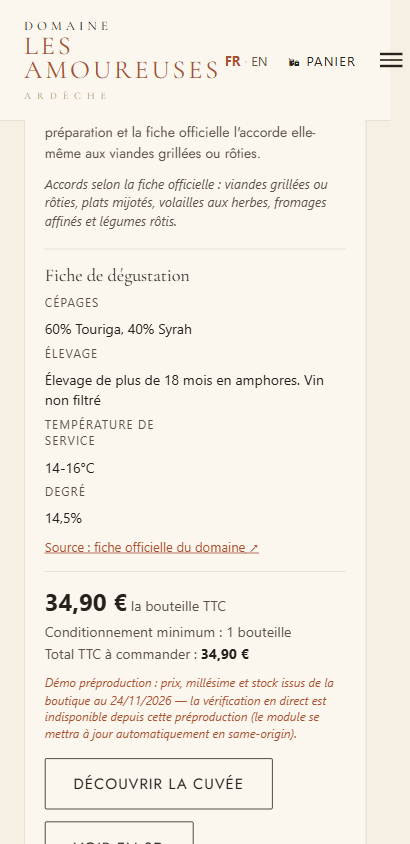 DOMAINE
LES
AMOUREUSES
ARDÈCHE
FR · EN
PANIER
préparation et la fiche officielle l'accorde elle-
même aux viandes grillées ou rôties.
Accords selon la fiche officielle : viandes grillées ou
rôties, plats mijotés, volailles aux herbes, fromages
affinés et légumes rôtis.
Fiche de dégustation
CÉPAGES
60% Touriga, 40% Syrah
ÉLEVAGE
Élevage de plus de 18 mois en amphores. Vin
non filtré
TEMPÉRATURE DE
SERVICE
14-16°C
DEGRÉ
14,5%
Source : fiche officielle du domaine ↗
34,90 € la bouteille TTC
Conditionnement minimum : 1 bouteille
Total TTC à commander : 34,90 €
Démo préproduction : prix, millésime et stock issus de la
boutique au 24/11/2026 — la vérification en direct est
indisponible depuis cette préproduction (le module se
mettra à jour automatiquement en same-origin).
DÉCOUVRIR LA CUVÉE
VOIR EN 3D